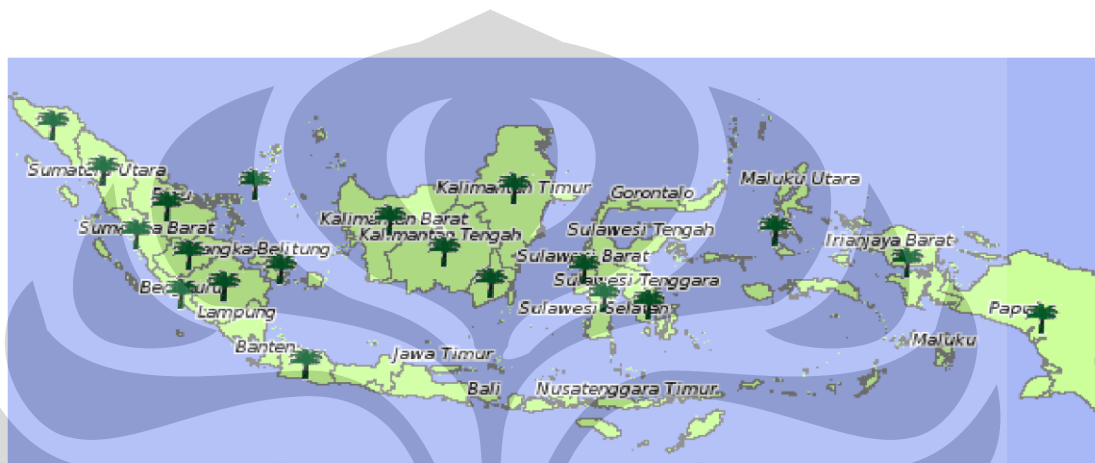 Sumatera Utara
Riau
Sumatera Barat
Bangka-Belitung
Bengkulu
Lampung
Banten
Jawa Timur
Bali
Nusatenggara Timur
Kalimantan Barat
Kalimantan Tengah
Kalimantan Timur
Gorontalo
Sulawesi Tengah
Sulawesi Barat
Sulawesi Tenggara
Sulawesi Selatan
Maluku Utara
Irianjaya Barat
Maluku
Papua